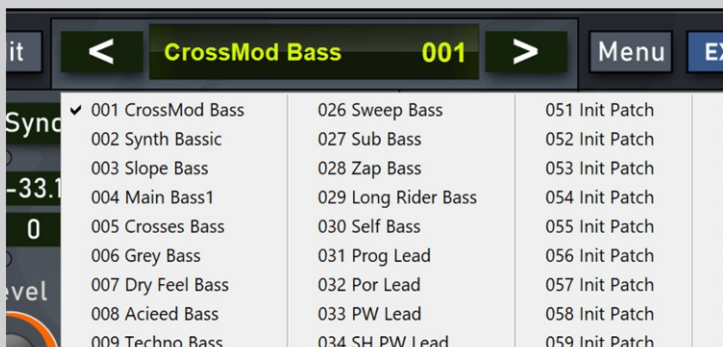 it < CrossMod Bass 001 > Menu
Sync
-33.1
0
001 CrossMod Bass
002 Synth Bassic
003 Slope Bass
004 Main Bass1
005 Crosses Bass
006 Grey Bass
007 Dry Feel Bass
008 Acieed Bass
009 Techno Bass
026 Sweep Bass
027 Sub Bass
028 Zap Bass
029 Long Rider Bass
030 Self Bass
031 Prog Lead
032 Por Lead
033 PW Lead
034 SH PW Lead
051 Init Patch
052 Init Patch
053 Init Patch
054 Init Patch
055 Init Patch
056 Init Patch
057 Init Patch
058 Init Patch
059 Init Patch